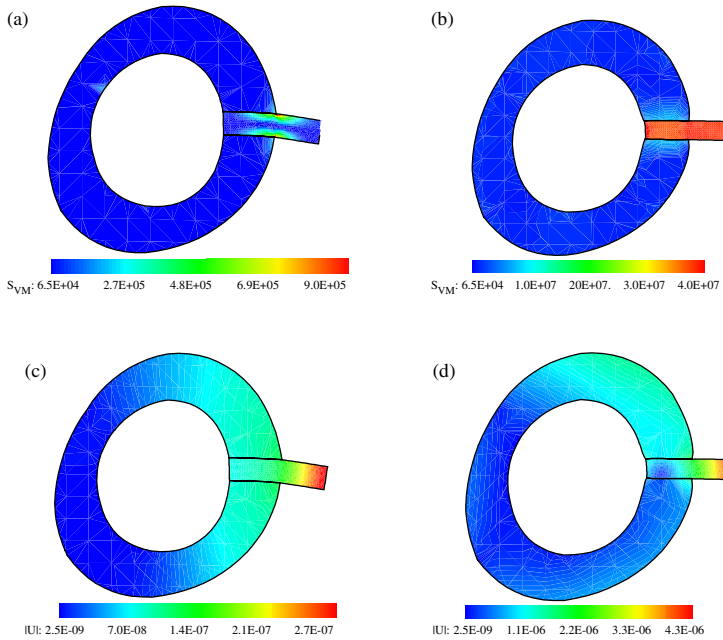 (a)
(b)
S_VM: 6.5E+04 2.7E+05 4.8E+05 6.9E+05 9.0E+05
S_VM: 6.5E+04 1.0E+07 20E+07. 3.0E+07 4.0E+07
(c)
(d)
|U|: 2.5E-09 7.0E-08 1.4E-07 2.1E-07 2.7E-07
|U|: 2.5E-09 1.1E-06 2.2E-06 3.3E-06 4.3E-06